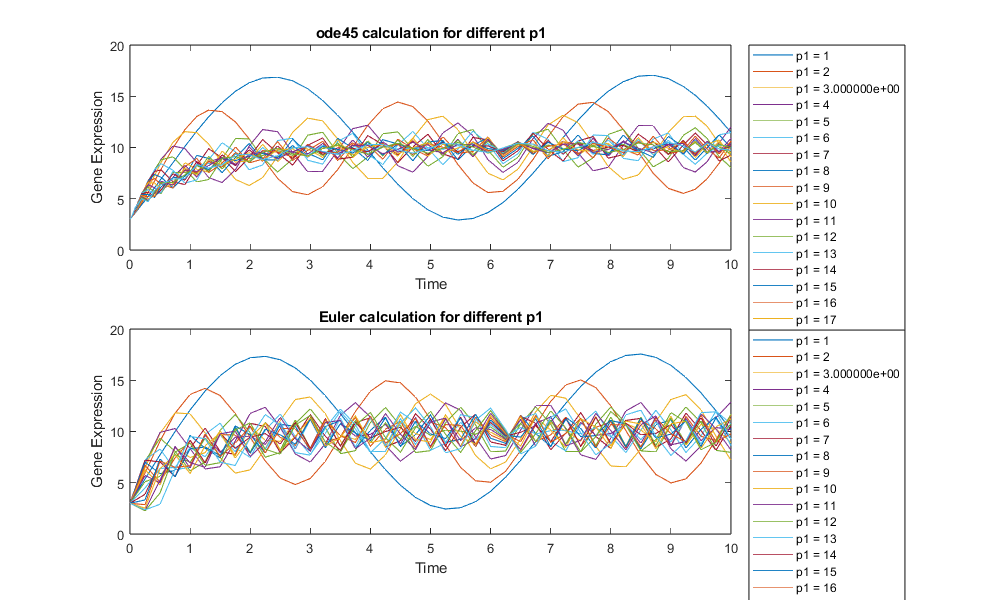 ode45 calculation for different p1
20
15
10
5
0
Gene Expression
0 1 2 3 4 5 6 7 8 9 10
Time
p1 = 1
p1 = 2
p1 = 3.000000e+00
p1 = 4
p1 = 5
p1 = 6
p1 = 7
p1 = 8
p1 = 9
p1 = 10
p1 = 11
p1 = 12
p1 = 13
p1 = 14
p1 = 15
p1 = 16
p1 = 17
Euler calculation for different p1
20
15
10
5
0
Gene Expression
0 1 2 3 4 5 6 7 8 9 10
Time
p1 = 1
p1 = 2
p1 = 3.000000e+00
p1 = 4
p1 = 5
p1 = 6
p1 = 7
p1 = 8
p1 = 9
p1 = 10
p1 = 11
p1 = 12
p1 = 13
p1 = 14
p1 = 15
p1 = 16